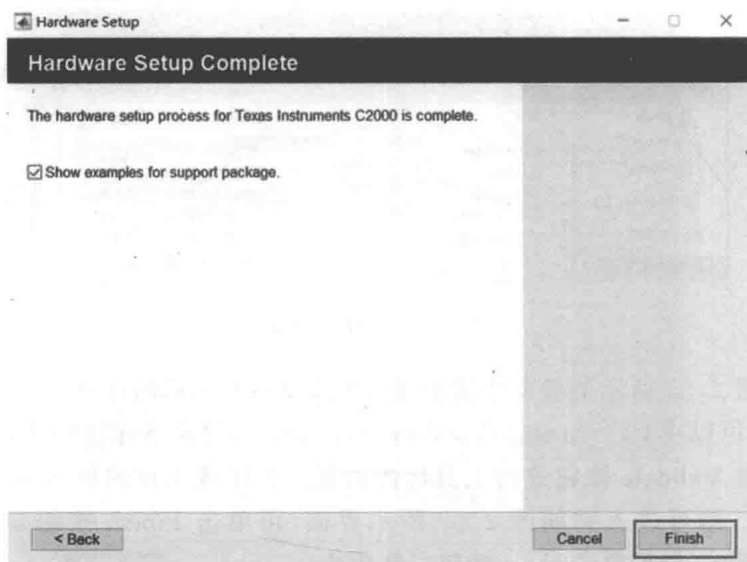 Hardware Setup
Hardware Setup Complete
The hardware setup process for Texas Instruments C2000 is complete.
Show examples for support package.
< Back
Cancel
Finish